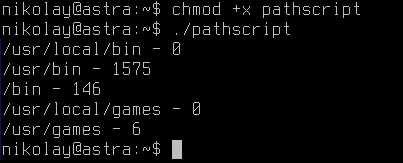 nikolay@astra:~$ chmod +x pathscript
nikolay@astra:~$ ./pathscript
/usr/local/bin - 0
/usr/bin - 1575
/bin - 146
/usr/local/games - 0
/usr/games - 6
nikolay@astra:~$